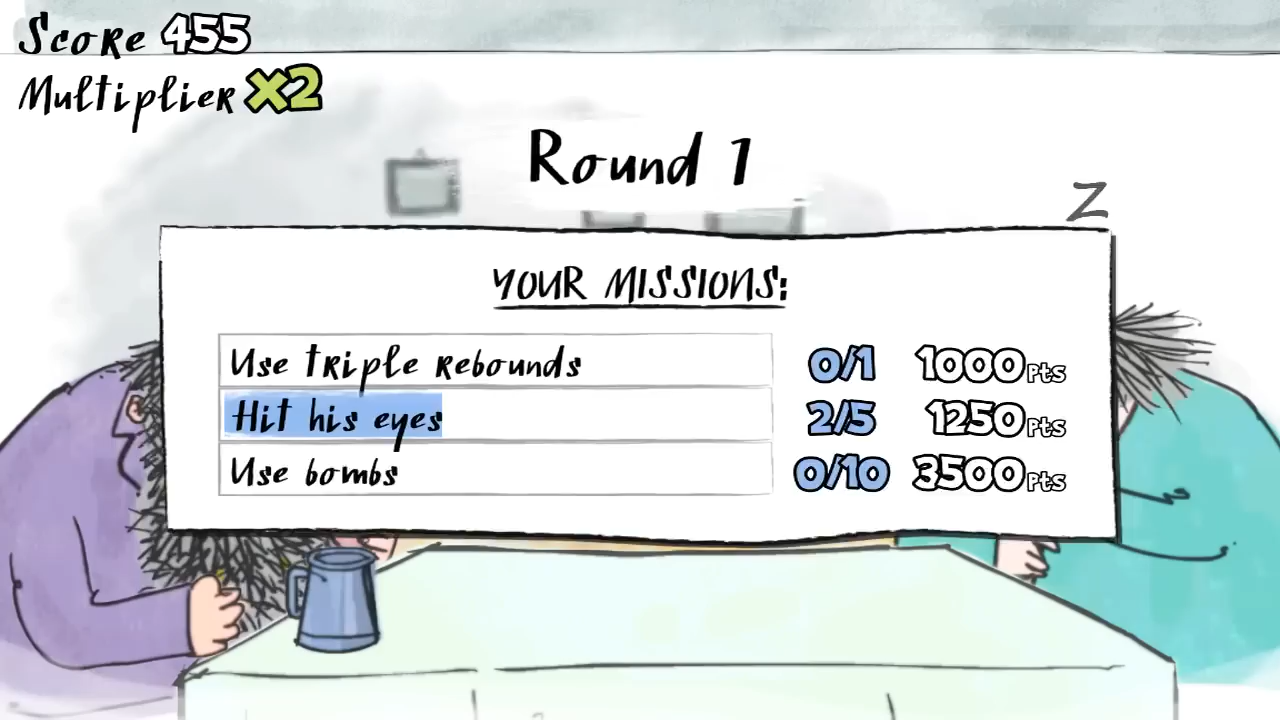 Score 455
Multiplier X2
Round 1
Z
YOUR MISSIONS:
Use triple rebounds 0/1 1000Pts
Hit his eyes 2/5 1250Pts
Use bombs 0/10 3500Pts